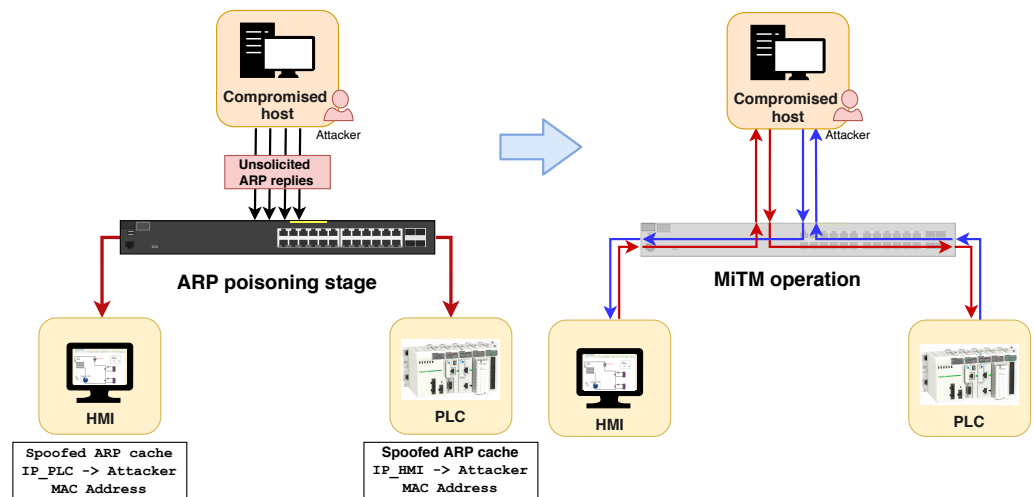 Compromised
host
Attacker
Unsolicited
ARP replies
ARP poisoning stage
HMI
Spoofed ARP cache
IP_PLC -> Attacker
MAC Address
PLC
Spoofed ARP cache
IP_HMI -> Attacker
MAC Address
Compromised
host
Attacker
MiTM operation
HMI
PLC